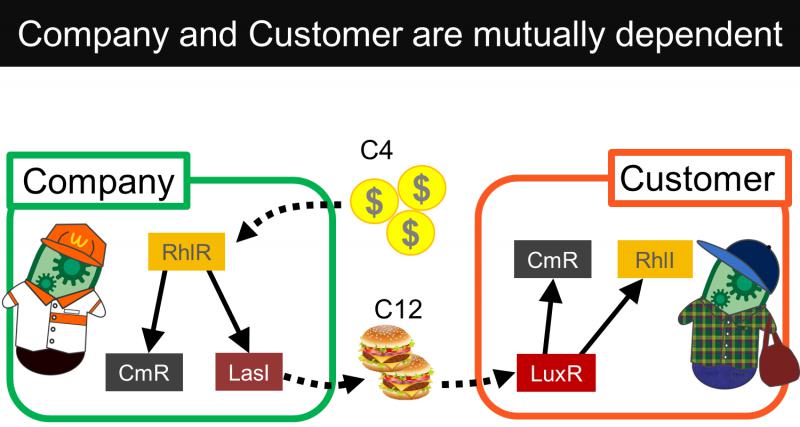 Company and Customer are mutually dependent
C4
Company
Customer
$
$
$
W
RhlR
CmR
RhlI
C12
CmR
LasI
LuxR